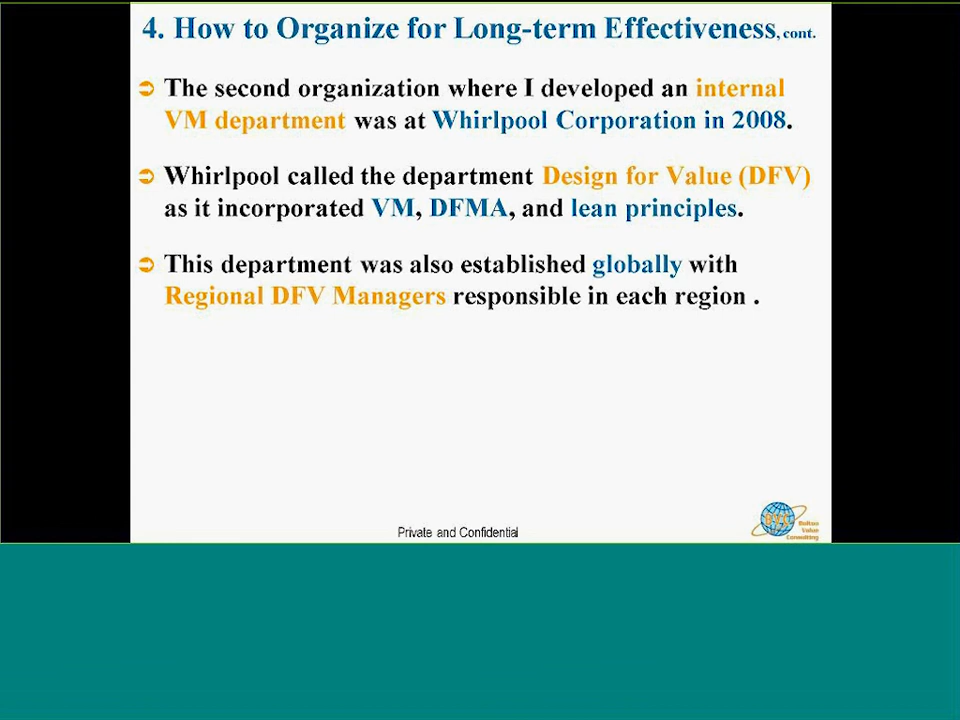 4. How to Organize for Long-term Effectiveness, cont.
The second organization where I developed an internal
VM department was at Whirlpool Corporation in 2008.
Whirlpool called the department Design for Value (DFV)
as it incorporated VM, DFMA, and lean principles.
This department was also established globally with
Regional DFV Managers responsible in each region .
Private and Confidential
Value
Consulting